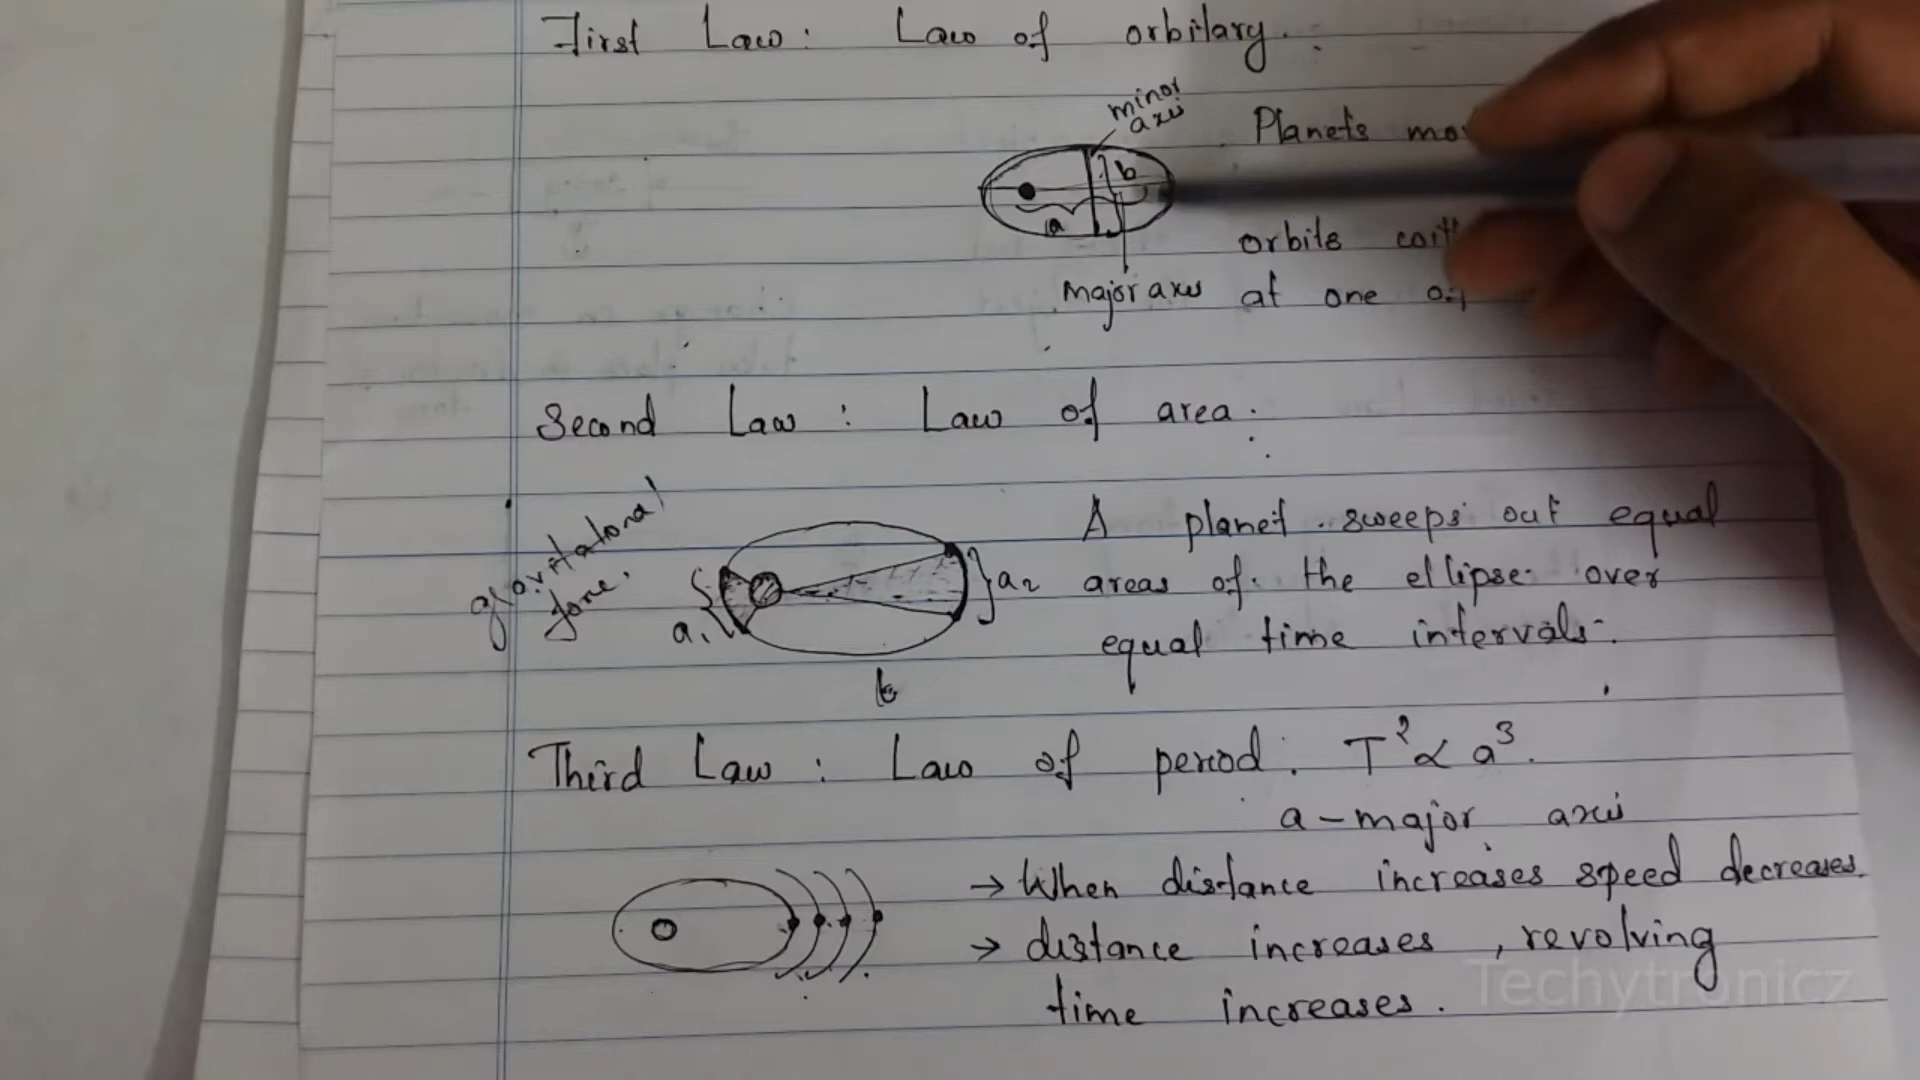 First Law : Law of orbitary.
minor
axis
Planets mo
b
a
orbits with
Major axis at one of
Second Law : Law of area.
gravitational
force.
A planet sweeps out equal
a₁
a₂ areas of the ellipse over
equal time intervals.
Third Law : Law of period. T² ∝ a³.
a - major axis
→ When distance increases speed decreases.
→ distance increases, revolving
time increases.
Techytronicz